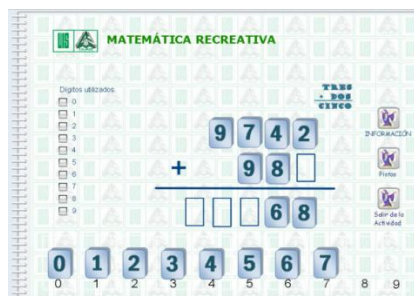 UIS
MATEMÁTICA RECREATIVA
Dígitos utilizados
0
1
2
3
4
5
6
7
8
9
TRES
+ DOS
CINCO
9 7 4 2
+ 9 8
6 8
INFORMACIÓN
Pistas
Salir de la
Actividad
0 1 2 3 4 5 6 7
0 1 2 3 4 5 6 7 8 9